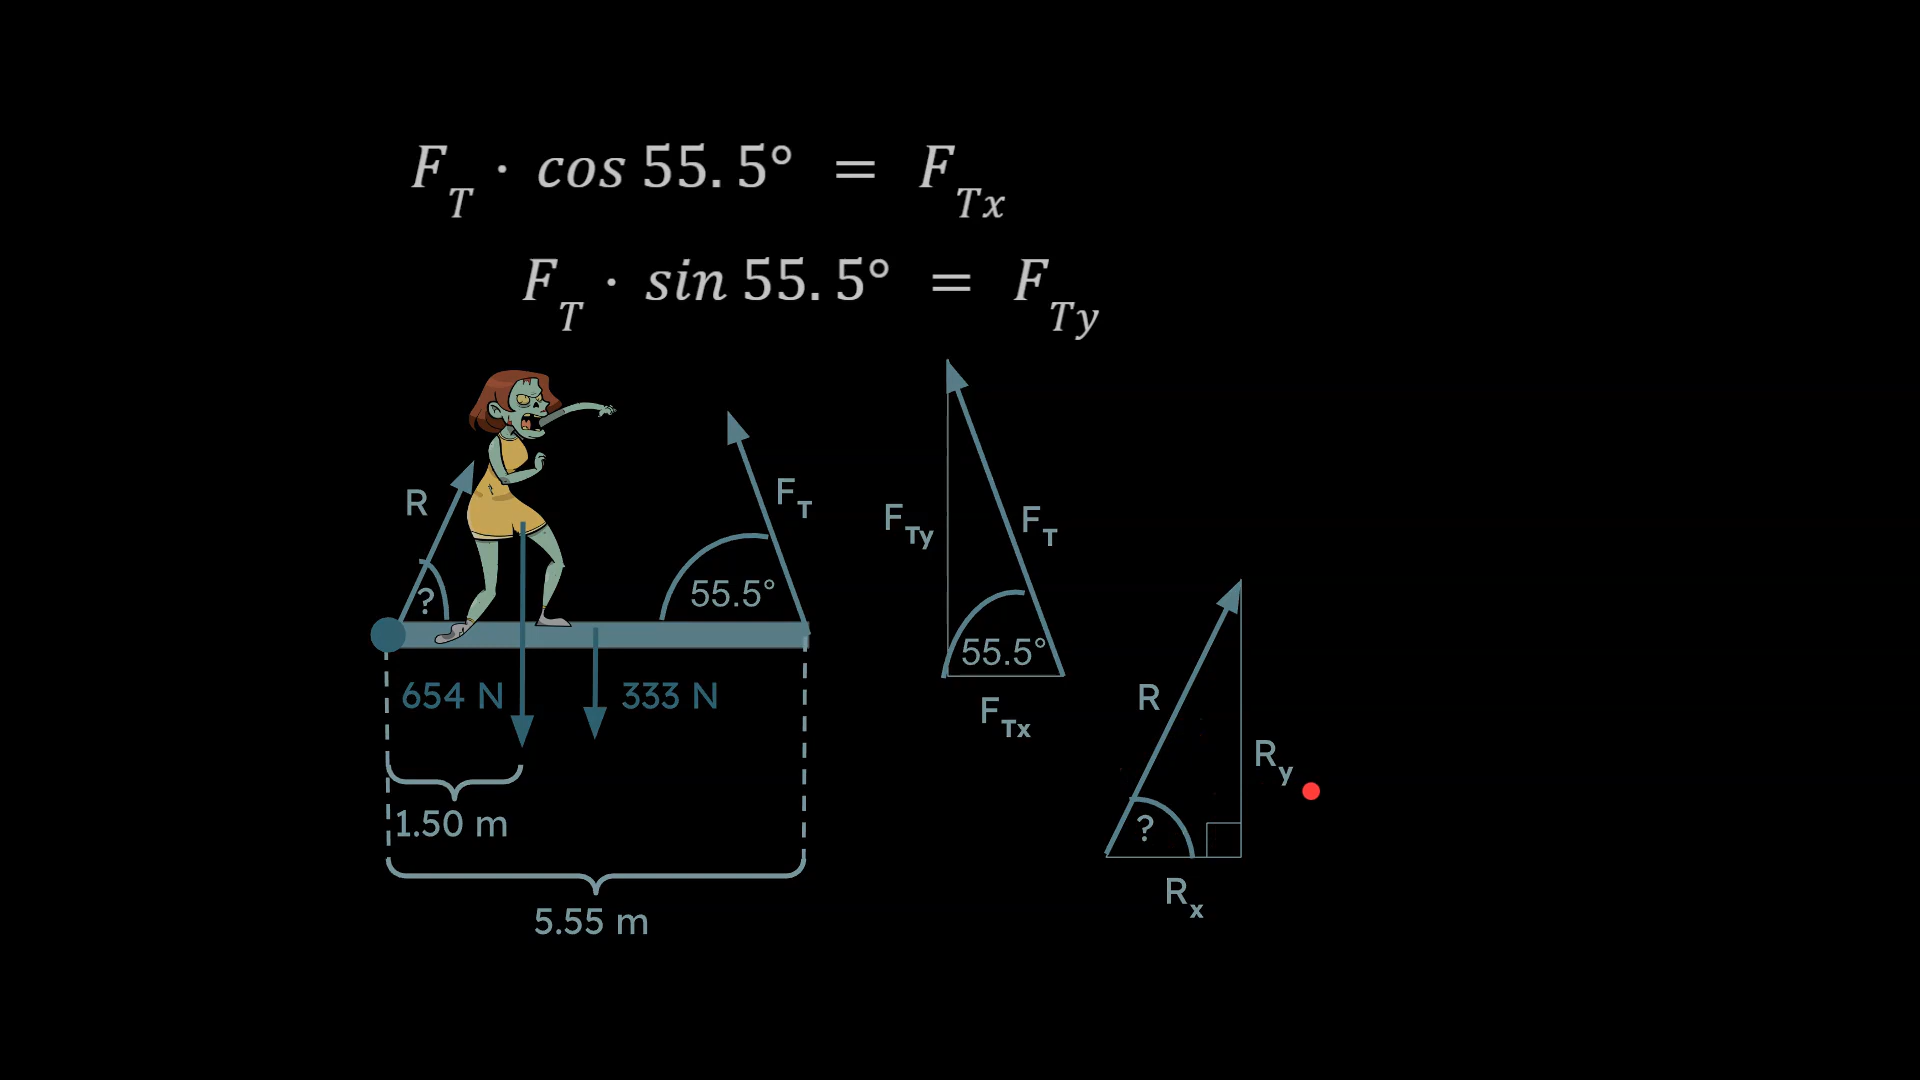 F_T · cos 55.5° = F_Tx
F_T · sin 55.5° = F_Ty
R
?
F_T
55.5°
654 N
333 N
1.50 m
5.55 m
F_Ty
F_T
55.5°
F_Tx
R
R_y
?
R_x